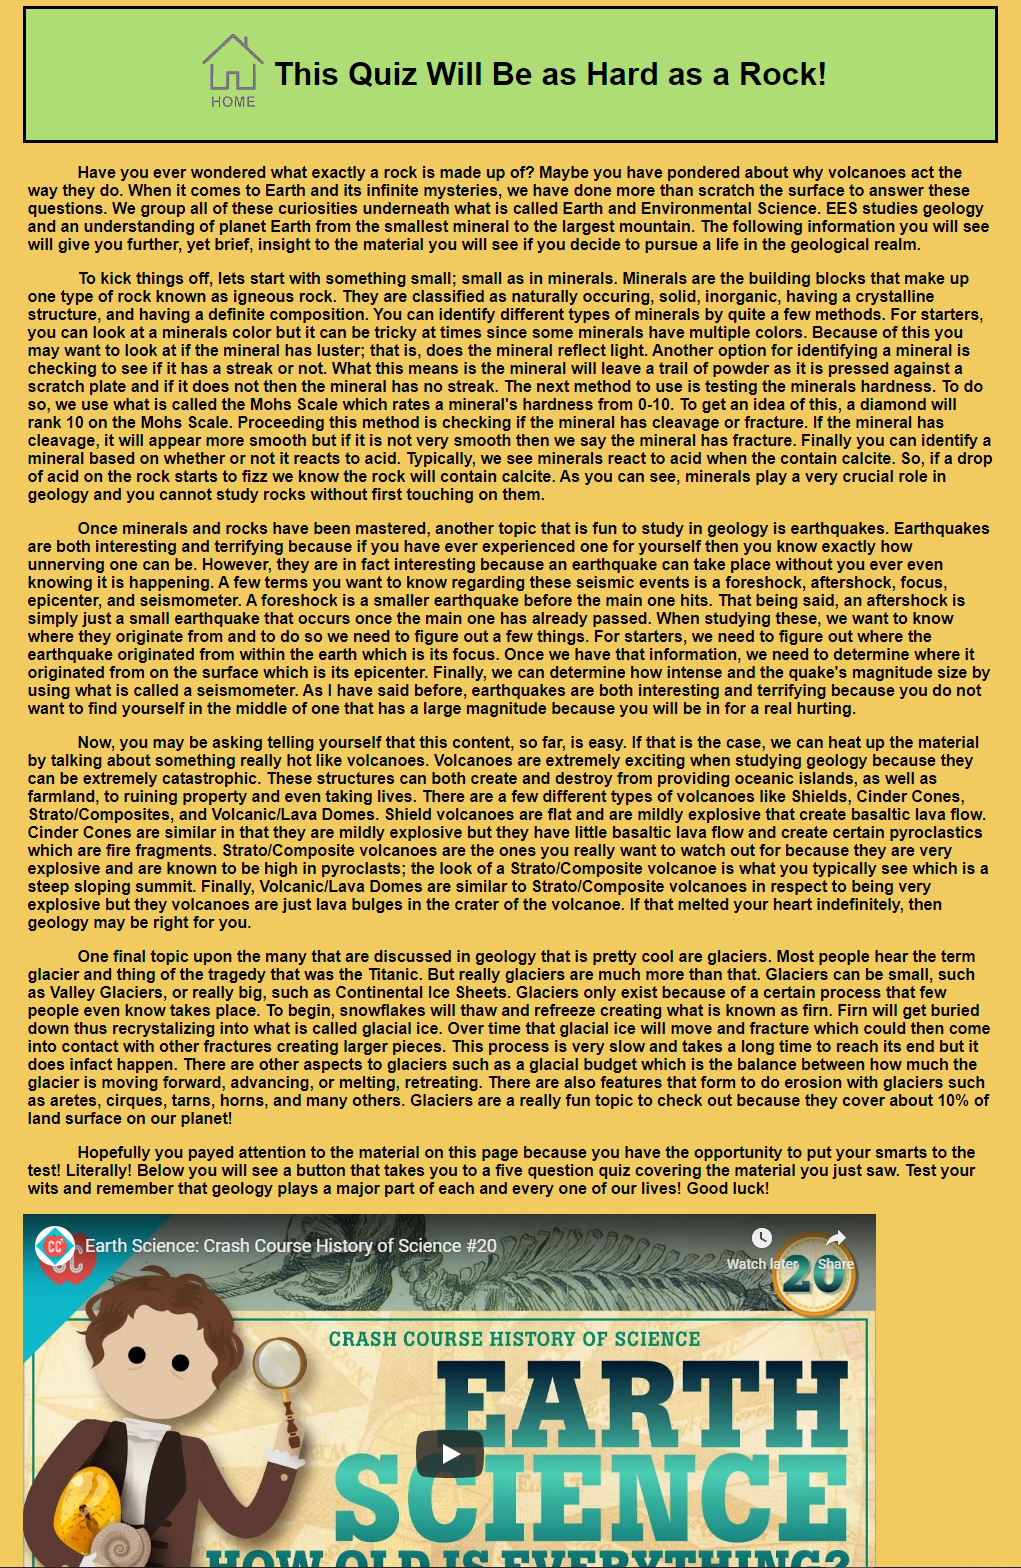 HOME
This Quiz Will Be as Hard as a Rock!
Have you ever wondered what exactly a rock is made up of? Maybe you have pondered about why volcanoes act the
way they do. When it comes to Earth and its infinite mysteries, we have done more than scratch the surface to answer these
questions. We group all of these curiosities underneath what is called Earth and Environmental Science. EES studies geology
and an understanding of planet Earth from the smallest mineral to the largest mountain. The following information you will see
will give you further, yet brief, insight to the material you will see if you decide to pursue a life in the geological realm.
To kick things off, lets start with something small; small as in minerals. Minerals are the building blocks that make up
one type of rock known as igneous rock. They are classified as naturally occuring, solid, inorganic, having a crystalline
structure, and having a definite composition. You can identify different types of minerals by quite a few methods. For starters,
you can look at a minerals color but it can be tricky at times since some minerals have multiple colors. Because of this you
may want to look at if the mineral has luster; that is, does the mineral reflect light. Another option for identifying a mineral is
checking to see if it has a streak or not. What this means is the mineral will leave a trail of powder as it is pressed against a
scratch plate and if it does not then the mineral has no streak. The next method to use is testing the minerals hardness. To do
so, we use what is called the Mohs Scale which rates a mineral's hardness from 0-10. To get an idea of this, a diamond will
rank 10 on the Mohs Scale. Proceeding this method is checking if the mineral has cleavage or fracture. If the mineral has
cleavage, it will appear more smooth but if it is not very smooth then we say the mineral has fracture. Finally you can identify a
mineral based on whether or not it reacts to acid. Typically, we see minerals react to acid when the contain calcite. So, if a drop
of acid on the rock starts to fizz we know the rock will contain calcite. As you can see, minerals play a very crucial role in
geology and you cannot study rocks without first touching on them.
Once minerals and rocks have been mastered, another topic that is fun to study in geology is earthquakes. Earthquakes
are both interesting and terrifying because if you have ever experienced one for yourself then you know exactly how
unnerving one can be. However, they are in fact interesting because an earthquake can take place without you ever even
knowing it is happening. A few terms you want to know regarding these seismic events is a foreshock, aftershock, focus,
epicenter, and seismometer. A foreshock is a smaller earthquake before the main one hits. That being said, an aftershock is
simply just a small earthquake that occurs once the main one has already passed. When studying these, we want to know
where they originate from and to do so we need to figure out a few things. For starters, we need to figure out where the
earthquake originated from within the earth which is its focus. Once we have that information, we need to determine where it
originated from on the surface which is its epicenter. Finally, we can determine how intense and the quake's magnitude size by
using what is called a seismometer. As I have said before, earthquakes are both interesting and terrifying because you do not
want to find yourself in the middle of one that has a large magnitude because you will be in for a real hurting.
Now, you may be asking telling yourself that this content, so far, is easy. If that is the case, we can heat up the material
by talking about something really hot like volcanoes. Volcanoes are extremely exciting when studying geology because they
can be extremely catastrophic. These structures can both create and destroy from providing oceanic islands, as well as
farmland, to ruining property and even taking lives. There are a few different types of volcanoes like Shields, Cinder Cones,
Strato/Composites, and Volcanic/Lava Domes. Shield volcanoes are flat and are mildly explosive that create basaltic lava flow.
Cinder Cones are similar in that they are mildly explosive but they have little basaltic lava flow and create certain pyroclastics
which are fire fragments. Strato/Composite volcanoes are the ones you really want to watch out for because they are very
explosive and are known to be high in pyroclasts; the look of a Strato/Composite volcanoe is what you typically see which is a
steep sloping summit. Finally, Volcanic/Lava Domes are similar to Strato/Composite volcanoes in respect to being very
explosive but they volcanoes are just lava bulges in the crater of the volcanoe. If that melted your heart indefinitely, then
geology may be right for you.
One final topic upon the many that are discussed in geology that is pretty cool are glaciers. Most people hear the term
glacier and thing of the tragedy that was the Titanic. But really glaciers are much more than that. Glaciers can be small, such
as Valley Glaciers, or really big, such as Continental Ice Sheets. Glaciers only exist because of a certain process that few
people even know takes place. To begin, snowflakes will thaw and refreeze creating what is known as firn. Firn will get buried
down thus recrystalizing into what is called glacial ice. Over time that glacial ice will move and fracture which could then come
into contact with other fractures creating larger pieces. This process is very slow and takes a long time to reach its end but it
does infact happen. There are other aspects to glaciers such as a glacial budget which is the balance between how much the
glacier is moving forward, advancing, or melting, retreating. There are also features that form to do erosion with glaciers such
as aretes, cirques, tarns, horns, and many others. Glaciers are a really fun topic to check out because they cover about 10% of
land surface on our planet!
Hopefully you payed attention to the material on this page because you have the opportunity to put your smarts to the
test! Literally! Below you will see a button that takes you to a five question quiz covering the material you just saw. Test your
wits and remember that geology plays a major part of each and every one of our lives! Good luck!
CC
Earth Science: Crash Course History of Science #20
Watch later
Share
20
CRASH COURSE HISTORY OF SCIENCE
EARTH
SCIENCE
HOW OLD IS EVERYTHING?